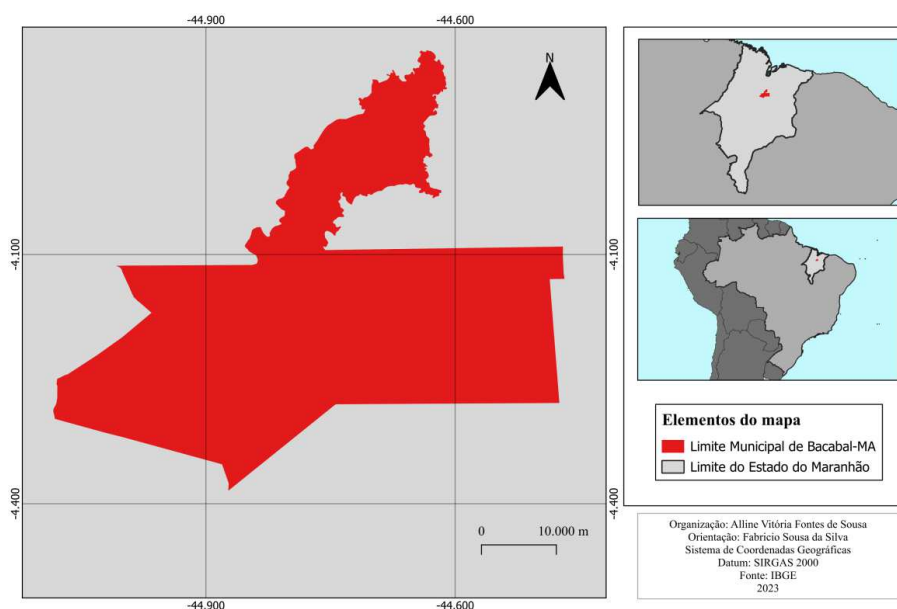 -44.900
-44.600
N
-4.100
-4.100
-4.400
-4.400
0
10.000 m
-44.900
-44.600
Elementos do mapa
Limite Municipal de Bacabal-MA
Limite do Estado do Maranhão
Organização: Alline Vitória Fontes de Sousa
Orientação: Fabricio Sousa da Silva
Sistema de Coordenadas Geográficas
Datum: SIRGAS 2000
Fonte: IBGE
2023